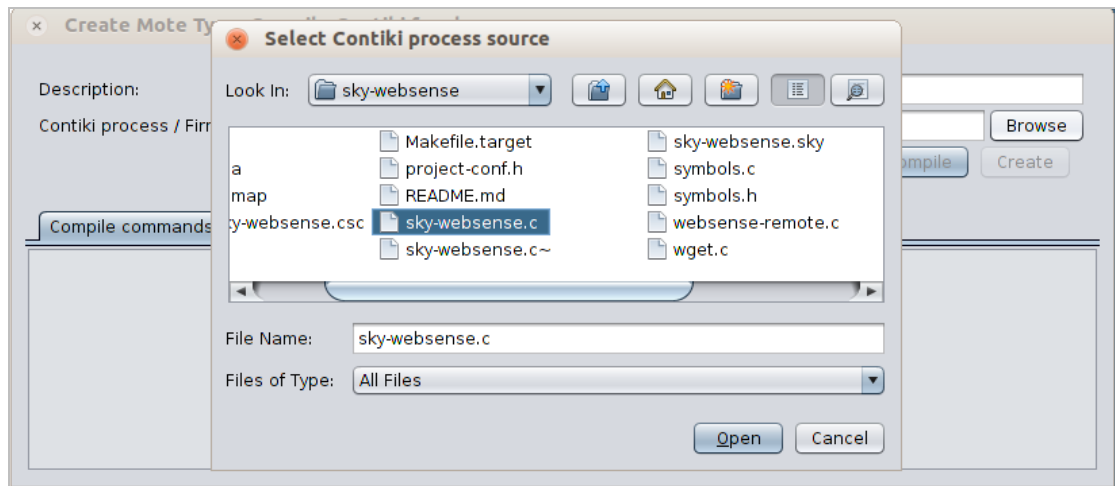 Create Mote Ty
Select Contiki process source
Description:
Look In: sky-websense
Contiki process / Firr
Browse
Makefile.target sky-websense.sky
a project-conf.h symbols.c
ompile Create
map README.md symbols.h
y-websense.csc sky-websense.c websense-remote.c
Compile commands
sky-websense.c~ wget.c
File Name: sky-websense.c
Files of Type: All Files
Open Cancel